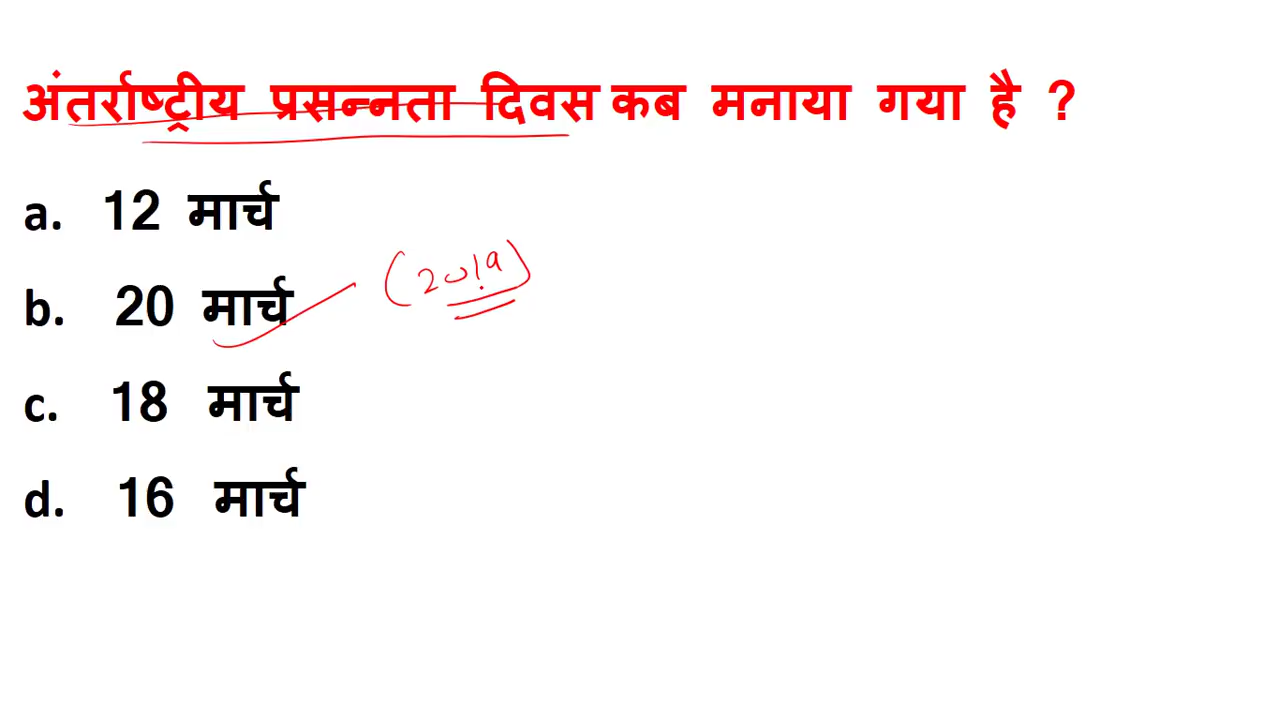 अंतर्राष्ट्रीय प्रसन्नता दिवस कब मनाया गया है ?
a. 12 मार्च
(2019)
b. 20 मार्च
c. 18 मार्च
d. 16 मार्च